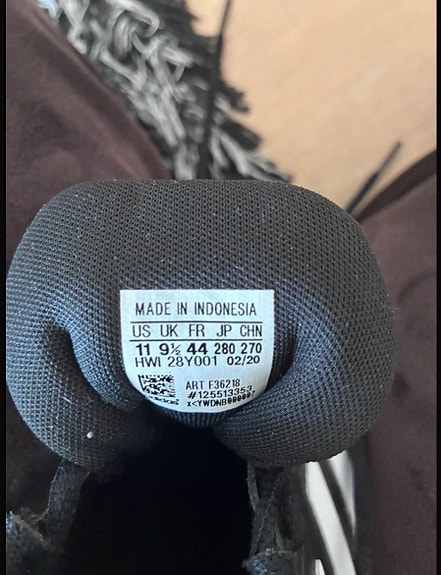 MADE IN INDONESIA
US UK FR JP CHN
11 9½ 44 280 270
HWI 28Y001 02/20
ART F36218
#125513353